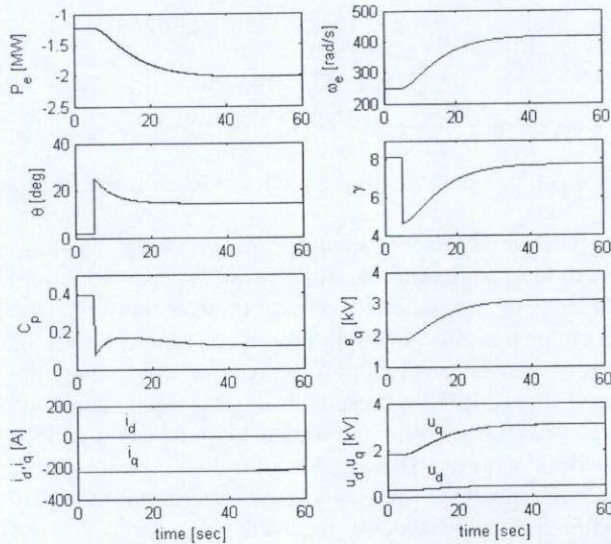 P_e [MW]
-1
-1.5
-2
-2.5
0 20 40 60
ω_e [rad/s]
500
400
300
200
0 20 40 60
θ [deg]
40
20
0
0 20 40 60
γ
8
6
4
0 20 40 60
C_p
0.4
0.2
0
0 20 40 60
e_q [kV]
4
3
2
1
0 20 40 60
i_d, i_q [A]
200
0
-200
-400
I_d
i_q
0 20 40 60
time [sec]
u_d, u_q [kV]
4
2
0
u_q
u_d
0 20 40 60
time [sec]